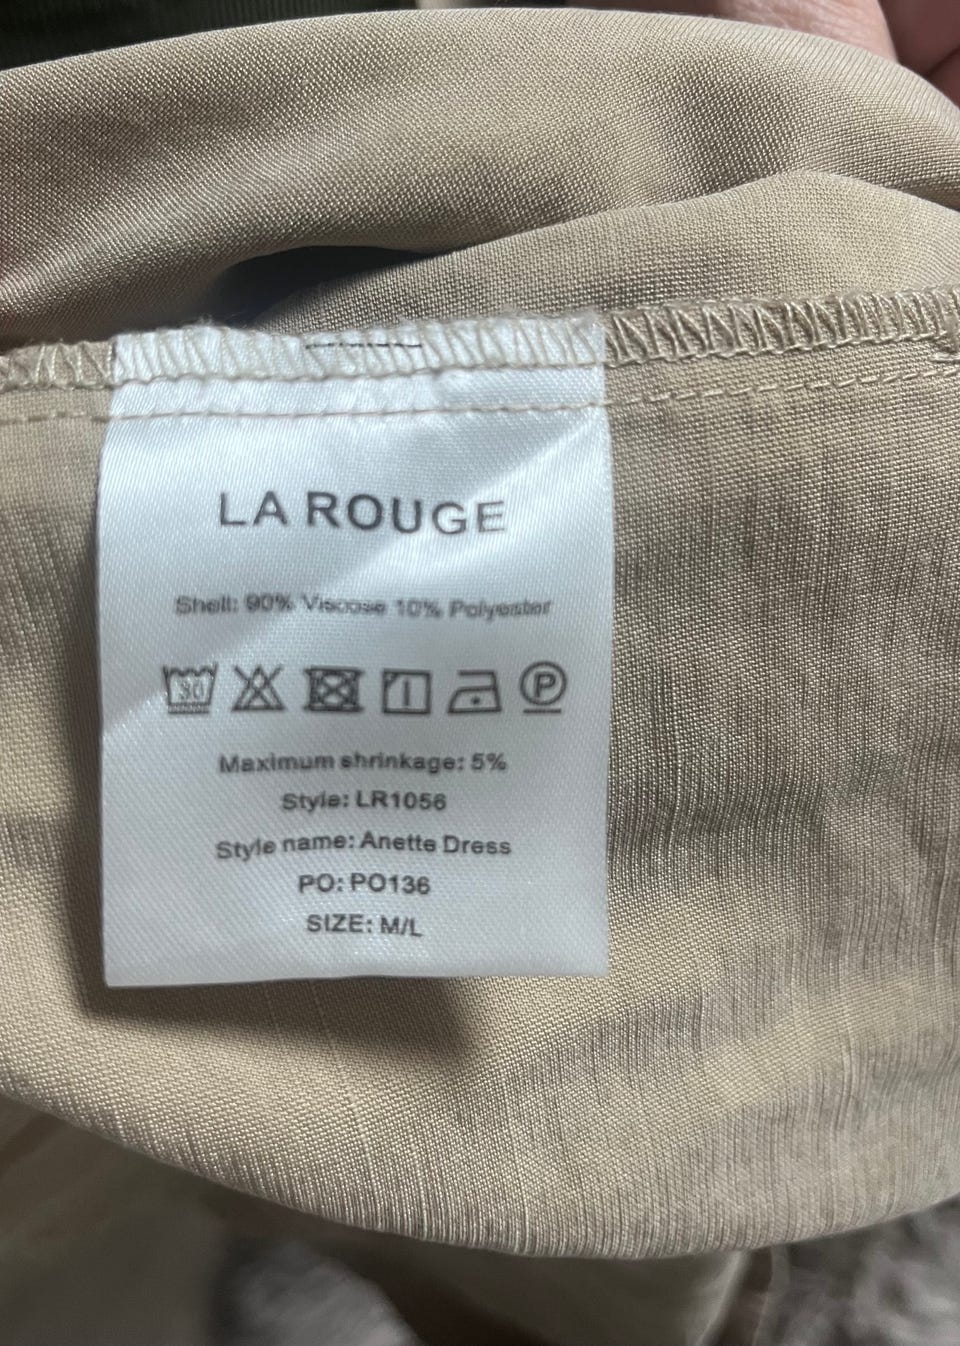 LA ROUGE
Shell: 90% Viscose 10% Polyester
30 P
Maximum shrinkage: 5%
Style: LR1056
Style name: Anette Dress
PO: PO136
SIZE: M/L